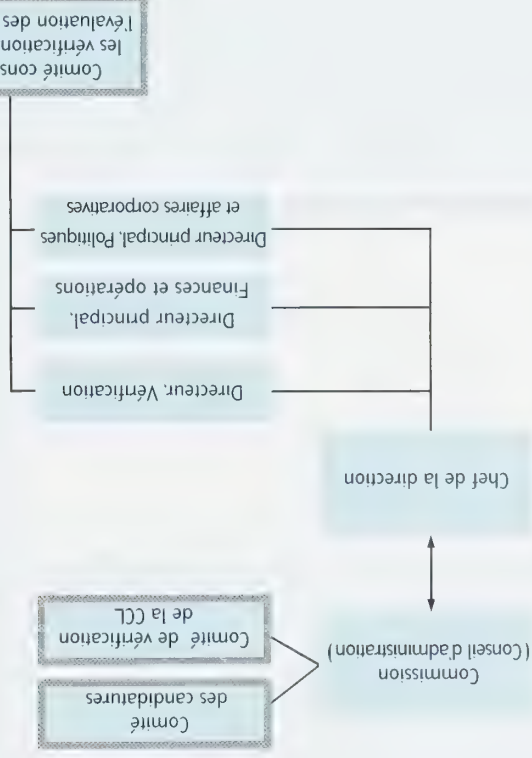 Commission
(Conseil d'administration)
Comité
des candidatures
Comité de vérification
de la CCL
Chef de la direction
Directeur, Vérification
Directeur principal,
Finances et opérations
Directeur principal, Politiques
et affaires corporatives
Comité cons
les vérification
l'évaluation des